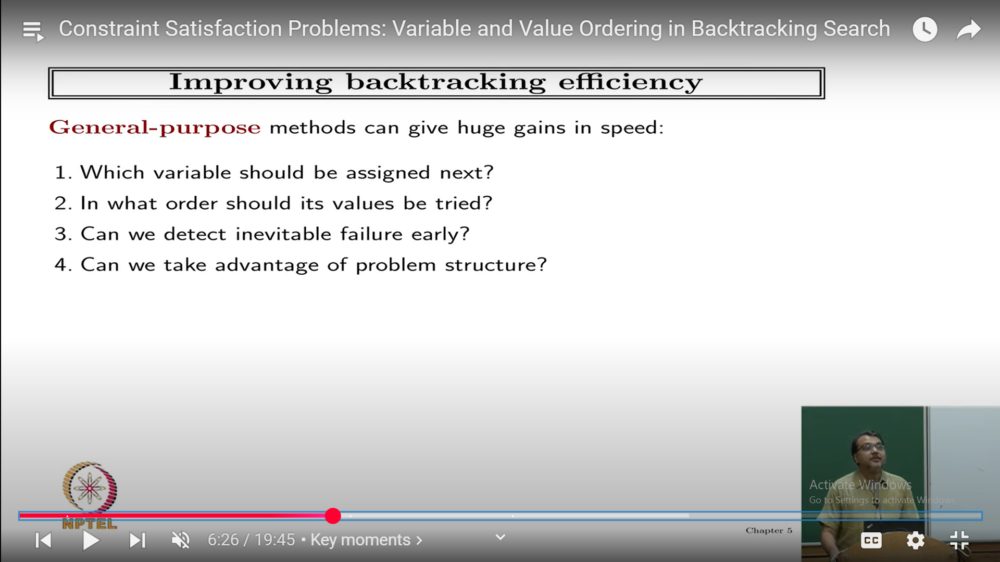 Constraint Satisfaction Problems: Variable and Value Ordering in Backtracking Search
Improving backtracking efficiency
General-purpose methods can give huge gains in speed:
1. Which variable should be assigned next?
2. In what order should its values be tried?
3. Can we detect inevitable failure early?
4. Can we take advantage of problem structure?
Activate Windows
Go to Settings to activate Windows.
NPTEL
Chapter 5
6:26 / 19:45 • Key moments >
CC